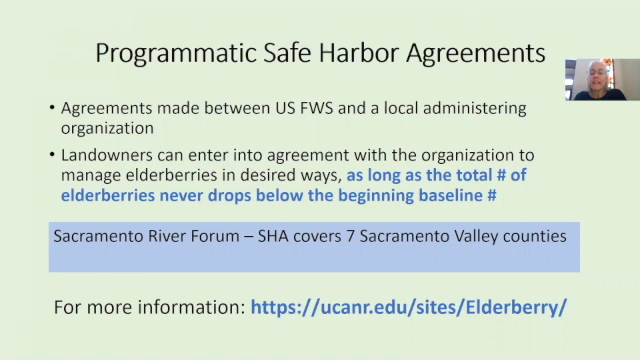 Programmatic Safe Harbor Agreements
• Agreements made between US FWS and a local administering
organization
• Landowners can enter into agreement with the organization to
manage elderberries in desired ways, as long as the total # of
elderberries never drops below the beginning baseline #
Sacramento River Forum – SHA covers 7 Sacramento Valley counties
For more information: https://ucanr.edu/sites/Elderberry/